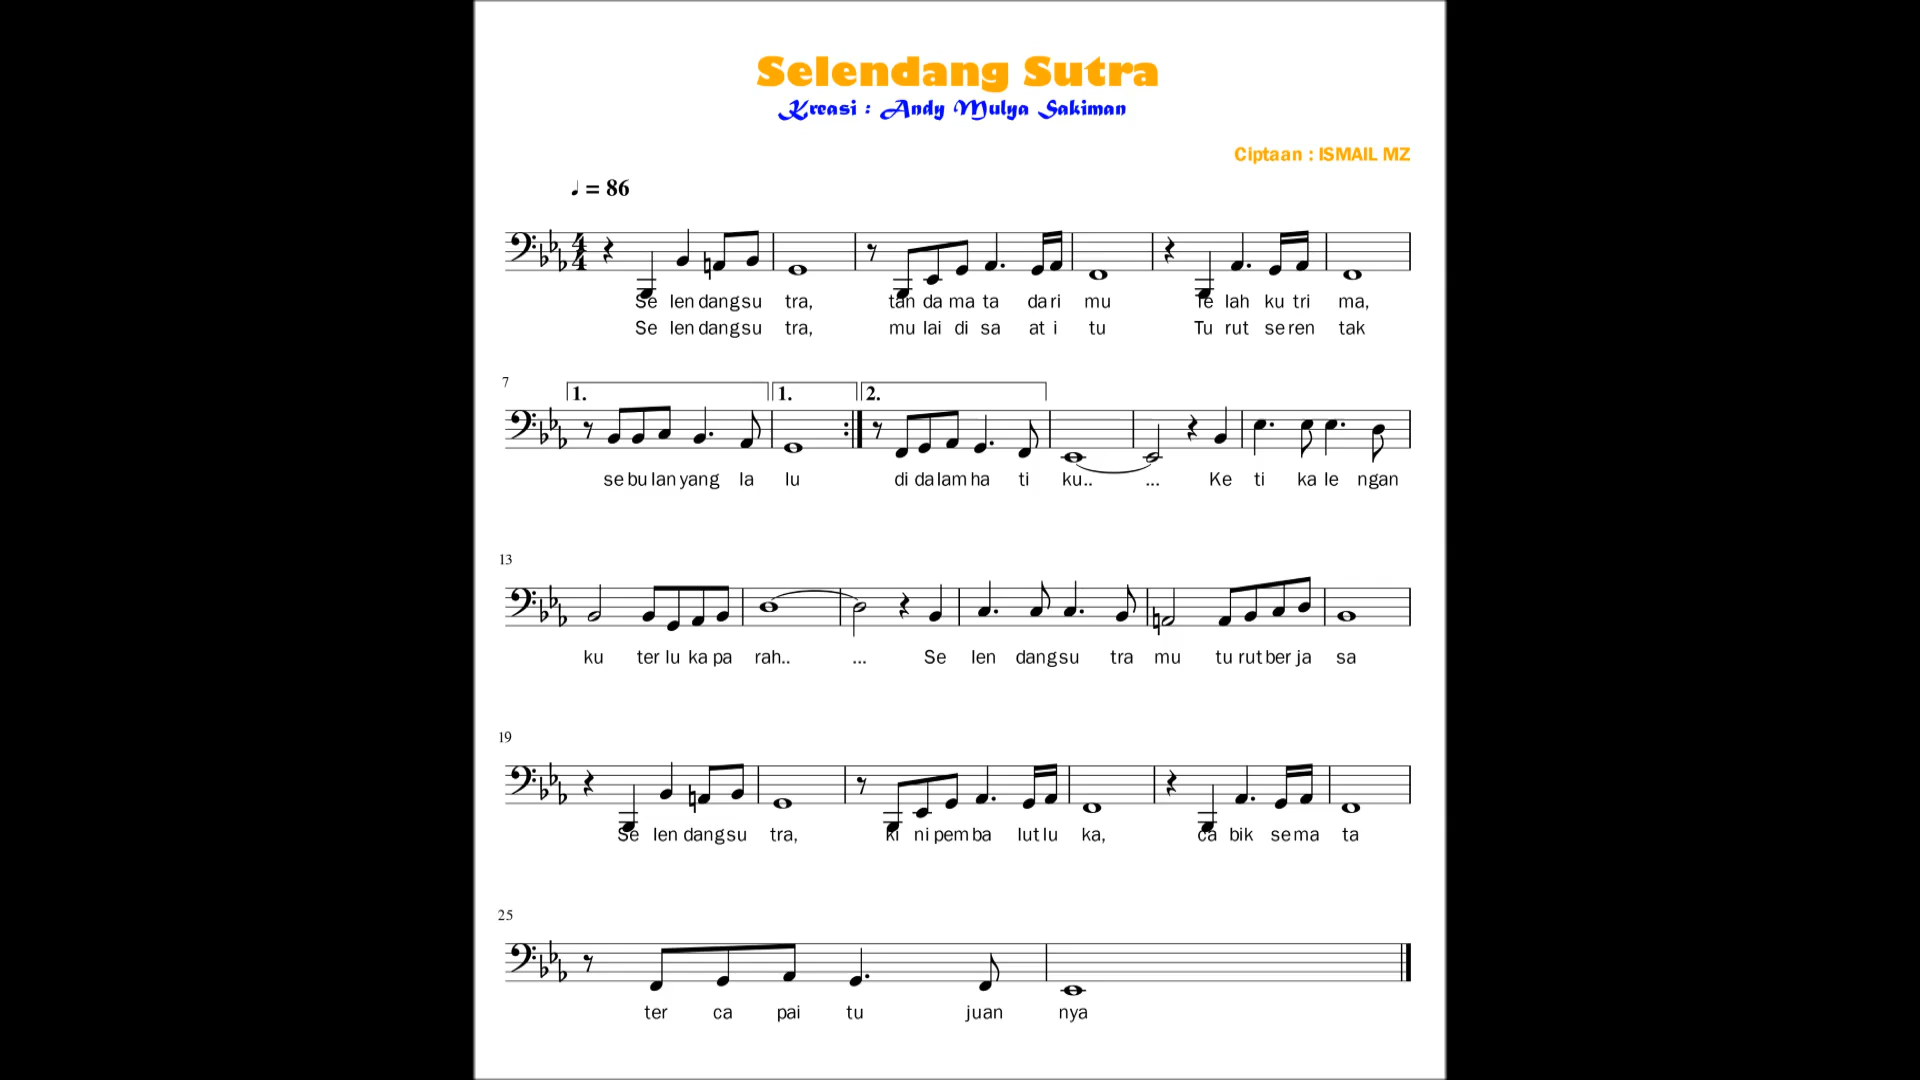 Selendang Sutra
Kreasi : Andy Mulya Sakiman
Ciptaan : ISMAIL MZ
= 86
4
4
Se len dang su tra, tan da ma ta da ri mu Te lah ku tri ma,
Se len dang su tra, mu lai di sa at i tu Tu rut se ren tak
7
1. 1. 2.
se bu lan yang la lu di da lam ha ti ku.. ... Ke ti ka le ngan
13
ku ter lu ka pa rah.. ... Se len dang su tra mu tu rut ber ja sa
19
Se len dang su tra, ki ni pem ba lut lu ka, ca bik se ma ta
25
ter ca pai tu juan nya